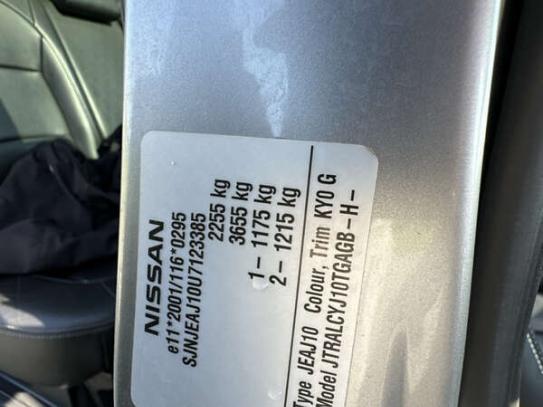 NISSAN
e11*2001/116*0295
SJNJEAJ10U7123385
2255 kg
3655 kg
1- 1175 kg
2- 1215 kg
Type JEAJ10 Colour, Trim KY0 G
Model JTRALCYJ10TGAGB-H-